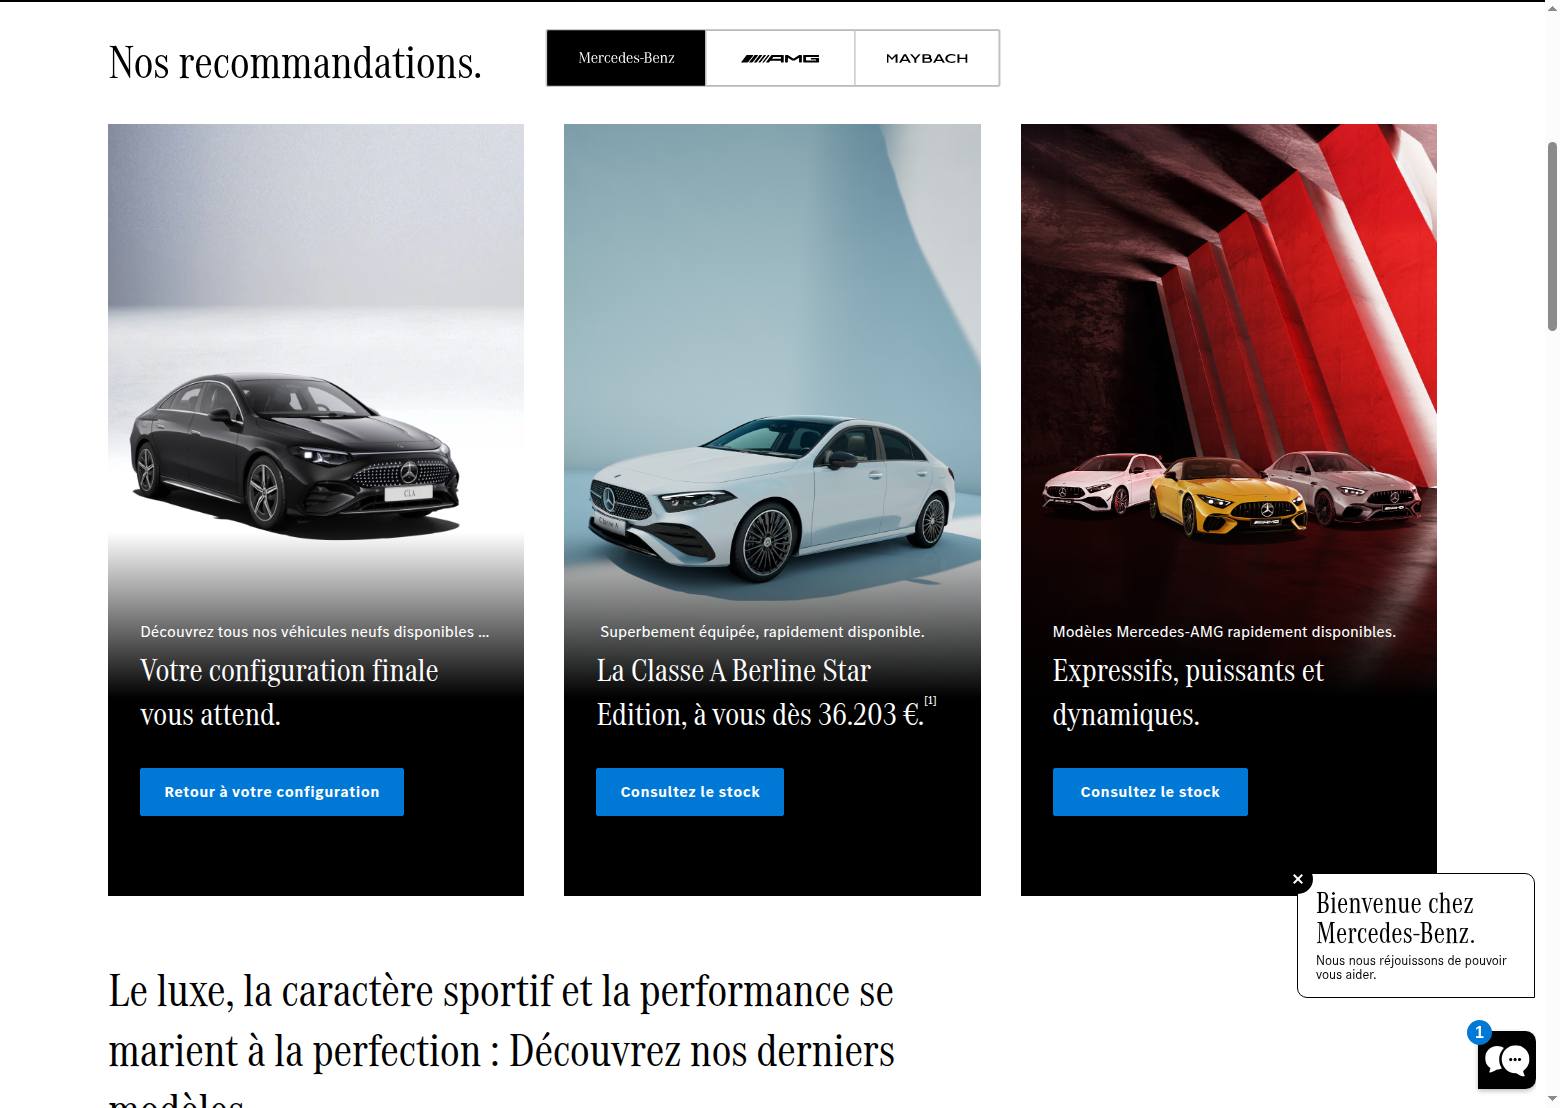 Nos recommandations.
Mercedes-Benz
AMG
MAYBACH
CLA
Découvrez tous nos véhicules neufs disponibles ...
Votre configuration finale
vous attend.
Retour à votre configuration
Classe A
Superbement équipée, rapidement disponible.
La Classe A Berline Star
Edition, à vous dès 36.203 €.[1]
Consultez le stock
Modèles Mercedes-AMG rapidement disponibles.
Expressifs, puissants et
dynamiques.
Consultez le stock
Bienvenue chez
Mercedes-Benz.
Nous nous réjouissons de pouvoir
vous aider.
1
Le luxe, la caractère sportif et la performance se
marient à la perfection : Découvrez nos derniers
modèles